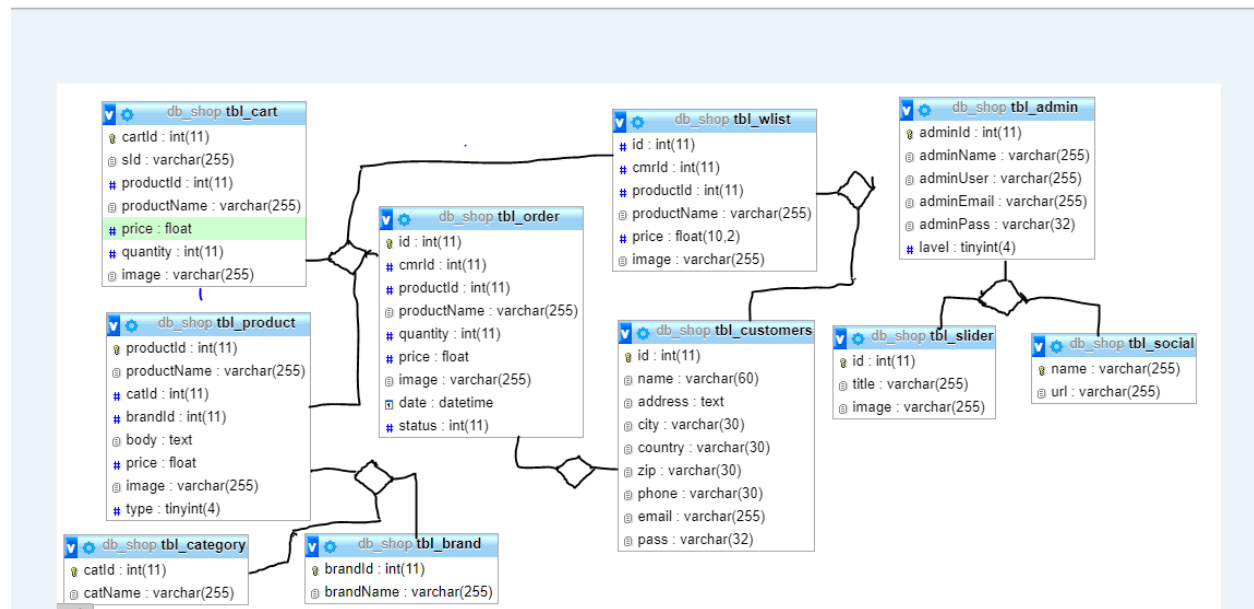 db_shop tbl_cart
cartId : int(11)
sId : varchar(255)
productId : int(11)
productName : varchar(255)
price : float
quantity : int(11)
image : varchar(255)
db_shop tbl_wlist
id : int(11)
cmrId : int(11)
productId : int(11)
productName : varchar(255)
price : float(10,2)
image : varchar(255)
db_shop tbl_admin
adminId : int(11)
adminName : varchar(255)
adminUser : varchar(255)
adminEmail : varchar(255)
adminPass : varchar(32)
lavel : tinyint(4)
db_shop tbl_order
id : int(11)
cmrId : int(11)
productId : int(11)
productName : varchar(255)
quantity : int(11)
price : float
image : varchar(255)
date : datetime
status : int(11)
db_shop tbl_product
productId : int(11)
productName : varchar(255)
catId : int(11)
brandId : int(11)
body : text
price : float
image : varchar(255)
type : tinyint(4)
db_shop tbl_customers
id : int(11)
name : varchar(60)
address : text
city : varchar(30)
country : varchar(30)
zip : varchar(30)
phone : varchar(30)
email : varchar(255)
pass : varchar(32)
db_shop tbl_slider
id : int(11)
title : varchar(255)
image : varchar(255)
db_shop tbl_social
name : varchar(255)
url : varchar(255)
db_shop tbl_category
catId : int(11)
catName : varchar(255)
db_shop tbl_brand
brandId : int(11)
brandName : varchar(255)